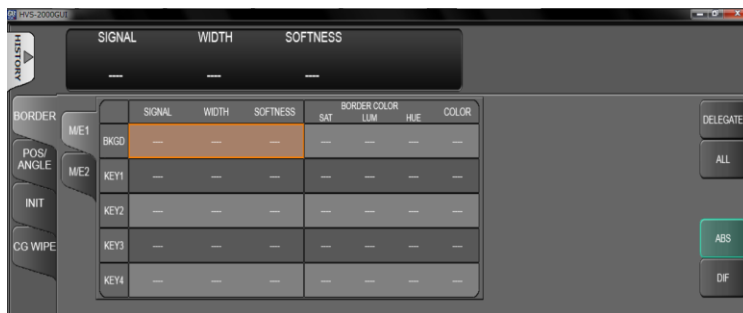 HVS-2000GUI
HISTORY
SIGNAL WIDTH SOFTNESS
---- ---- ----
BORDER
POS/
ANGLE
INIT
CG WIPE
M/E1
M/E2
SIGNAL WIDTH SOFTNESS BORDER COLOR COLOR
SAT LUM HUE
BKGD --- --- --- --- --- --- ---
KEY1 --- --- --- --- --- --- ---
KEY2 --- --- --- --- --- --- ---
KEY3 --- --- --- --- --- --- ---
KEY4 --- --- --- --- --- --- ---
DELEGATE
ALL
ABS
DIF